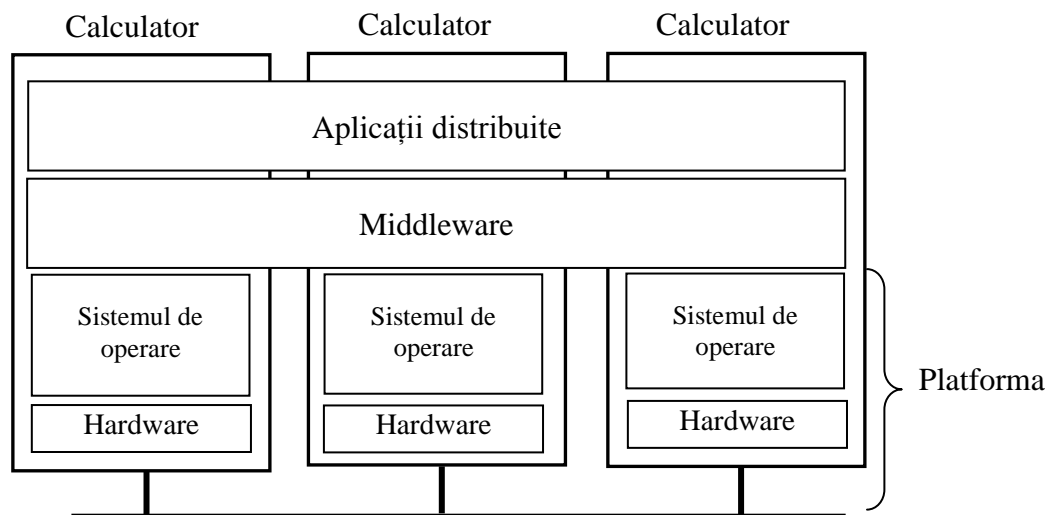 Calculator
Calculator
Calculator
Aplicații distribuite
Middleware
Sistemul de
operare
Sistemul de
operare
Sistemul de
operare
Platforma
Hardware
Hardware
Hardware